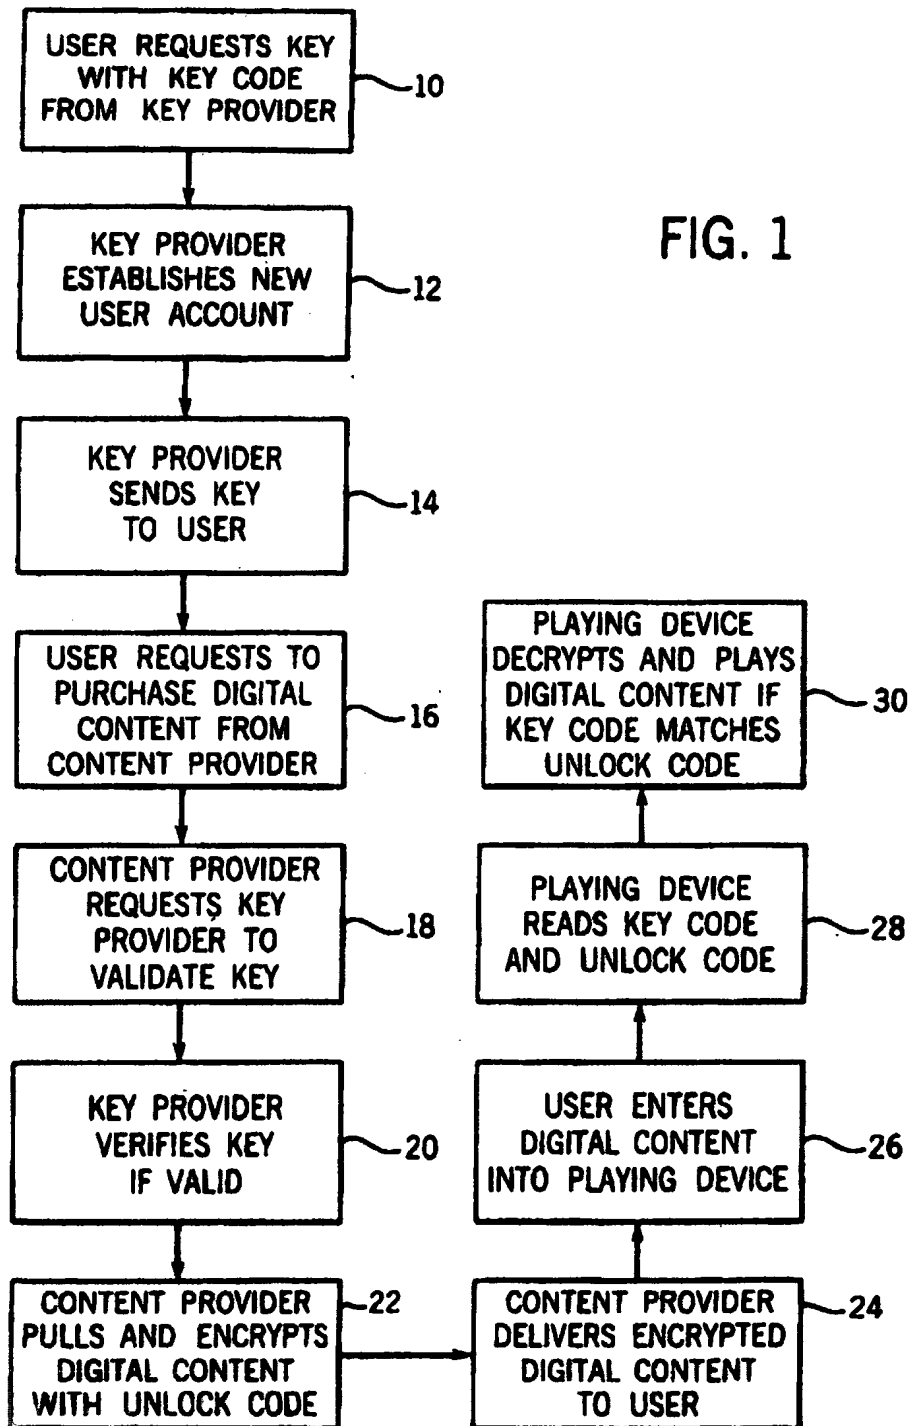 USER REQUESTS KEY
WITH KEY CODE
FROM KEY PROVIDER
10
KEY PROVIDER
ESTABLISHES NEW
USER ACCOUNT
12
FIG. 1
KEY PROVIDER
SENDS KEY
TO USER
14
USER REQUESTS TO
PURCHASE DIGITAL
CONTENT FROM
CONTENT PROVIDER
16
CONTENT PROVIDER
REQUESTS KEY
PROVIDER TO
VALIDATE KEY
18
KEY PROVIDER
VERIFIES KEY
IF VALID
20
CONTENT PROVIDER
PULLS AND ENCRYPTS
DIGITAL CONTENT
WITH UNLOCK CODE
22
CONTENT PROVIDER
DELIVERS ENCRYPTED
DIGITAL CONTENT
TO USER
24
USER ENTERS
DIGITAL CONTENT
INTO PLAYING DEVICE
26
PLAYING DEVICE
READS KEY CODE
AND UNLOCK CODE
28
PLAYING DEVICE
DECRYPTS AND PLAYS
DIGITAL CONTENT IF
KEY CODE MATCHES
UNLOCK CODE
30